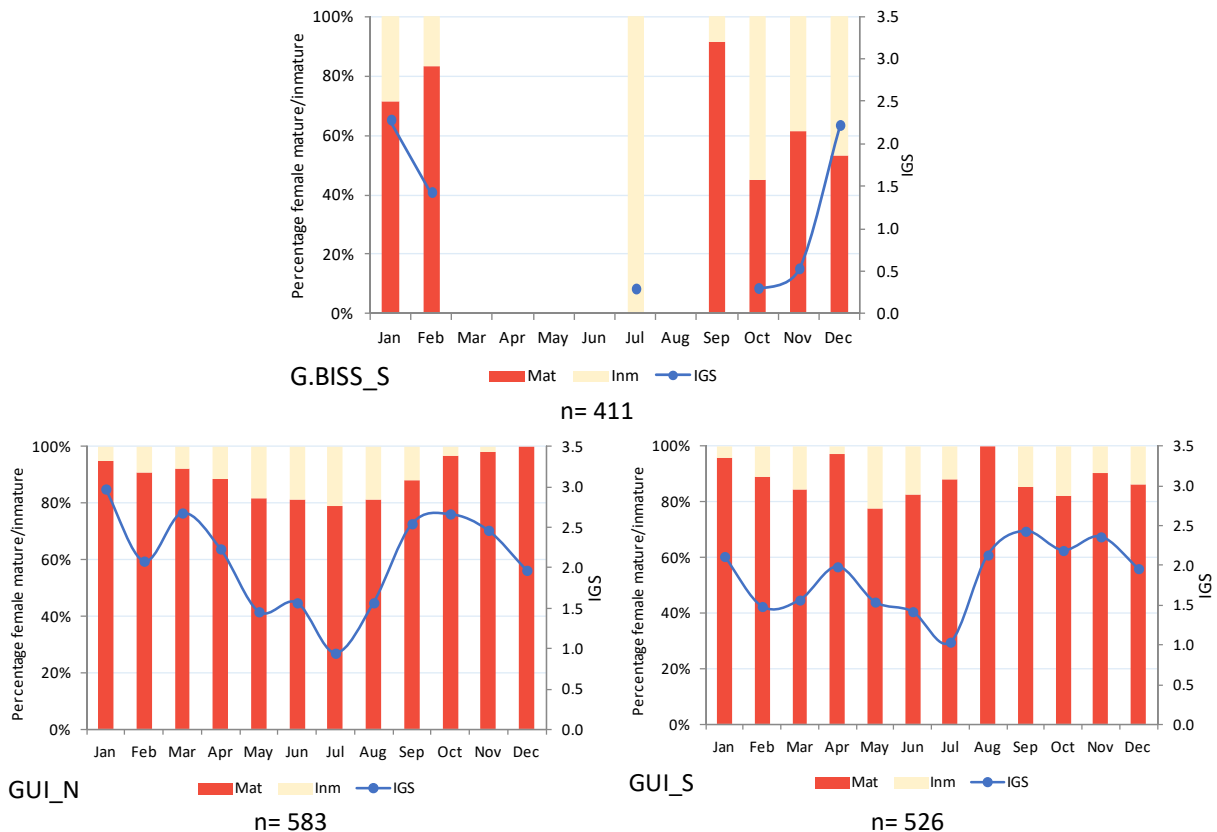 100%
80%
60%
40%
20%
0%
Percentage female mature/inmature
3.5
3.0
2.5
2.0
1.5
1.0
0.5
0.0
IGS
Jan Feb Mar Apr May Jun Jul Aug Sep Oct Nov Dec
G.BISS_S
Mat Inm IGS
n= 411
100%
80%
60%
40%
20%
0%
Percentage female mature/inmature
3.5
3.0
2.5
2.0
1.5
1.0
0.5
0.0
IGS
Jan Feb Mar Apr May Jun Jul Aug Sep Oct Nov Dec
GUI_N
Mat Inm IGS
n= 583
100%
80%
60%
40%
20%
0%
Percentage female mature/inmature
3.5
3.0
2.5
2.0
1.5
1.0
0.5
0.0
IGS
Jan Feb Mar Apr May Jun Jul Aug Sep Oct Nov Dec
GUI_S
Mat Inm IGS
n= 526